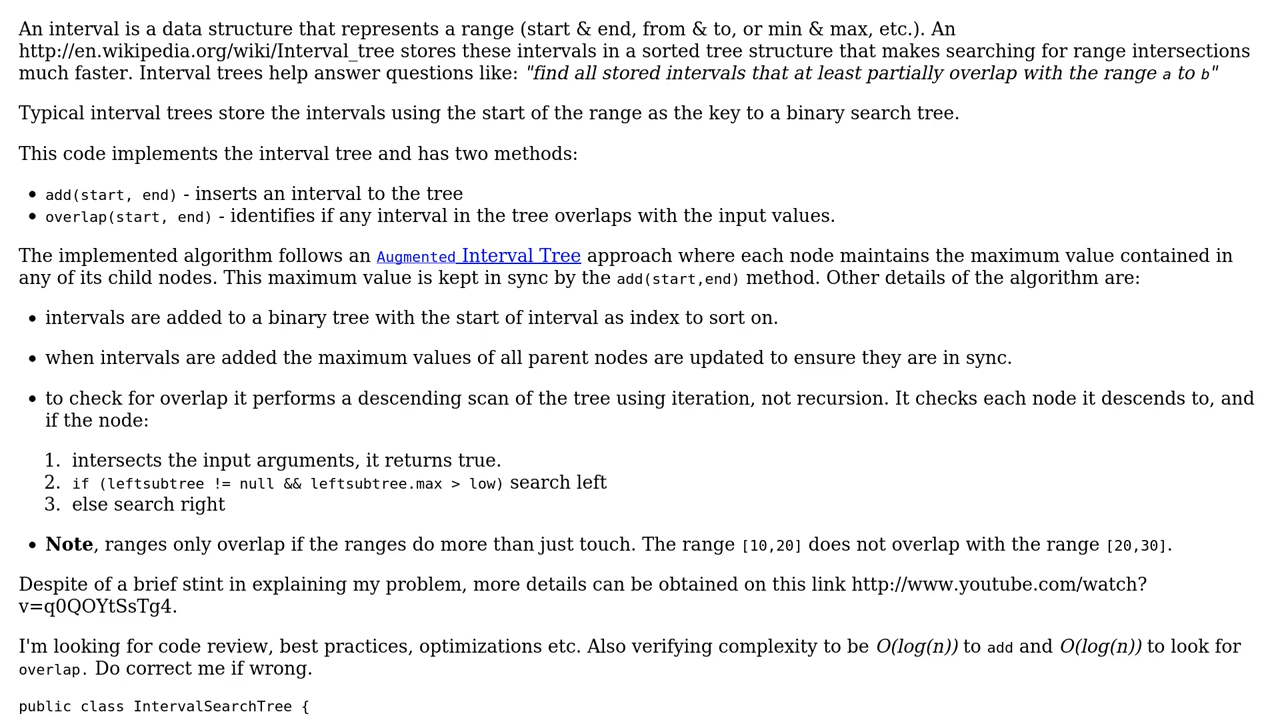 An interval is a data structure that represents a range (start & end, from & to, or min & max, etc.). An
http://en.wikipedia.org/wiki/Interval_tree stores these intervals in a sorted tree structure that makes searching for range intersections
much faster. Interval trees help answer questions like: "find all stored intervals that at least partially overlap with the range a to b"
Typical interval trees store the intervals using the start of the range as the key to a binary search tree.
This code implements the interval tree and has two methods:
• add(start, end) - inserts an interval to the tree
• overlap(start, end) - identifies if any interval in the tree overlaps with the input values.
The implemented algorithm follows an Augmented Interval Tree approach where each node maintains the maximum value contained in
any of its child nodes. This maximum value is kept in sync by the add(start,end) method. Other details of the algorithm are:
• intervals are added to a binary tree with the start of interval as index to sort on.
• when intervals are added the maximum values of all parent nodes are updated to ensure they are in sync.
• to check for overlap it performs a descending scan of the tree using iteration, not recursion. It checks each node it descends to, and
if the node:
1. intersects the input arguments, it returns true.
2. if (leftsubtree != null && leftsubtree.max > low) search left
3. else search right
• Note, ranges only overlap if the ranges do more than just touch. The range [10,20] does not overlap with the range [20,30].
Despite of a brief stint in explaining my problem, more details can be obtained on this link http://www.youtube.com/watch?
v=q0QOYtSsTg4.
I'm looking for code review, best practices, optimizations etc. Also verifying complexity to be O(log(n)) to add and O(log(n)) to look for
overlap. Do correct me if wrong.
public class IntervalSearchTree {